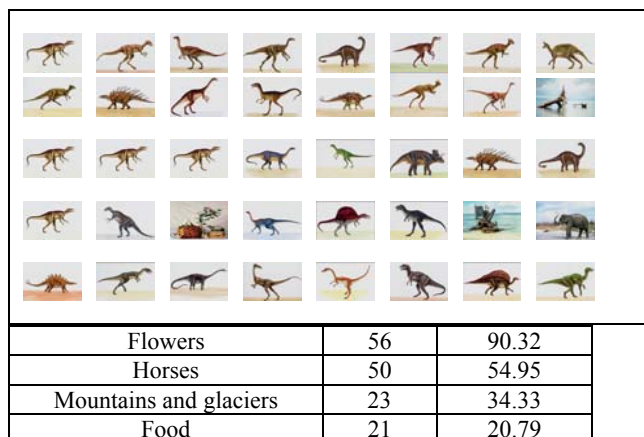 Flowers 56 90.32
Horses 50 54.95
Mountains and glaciers 23 34.33
Food 21 20.79